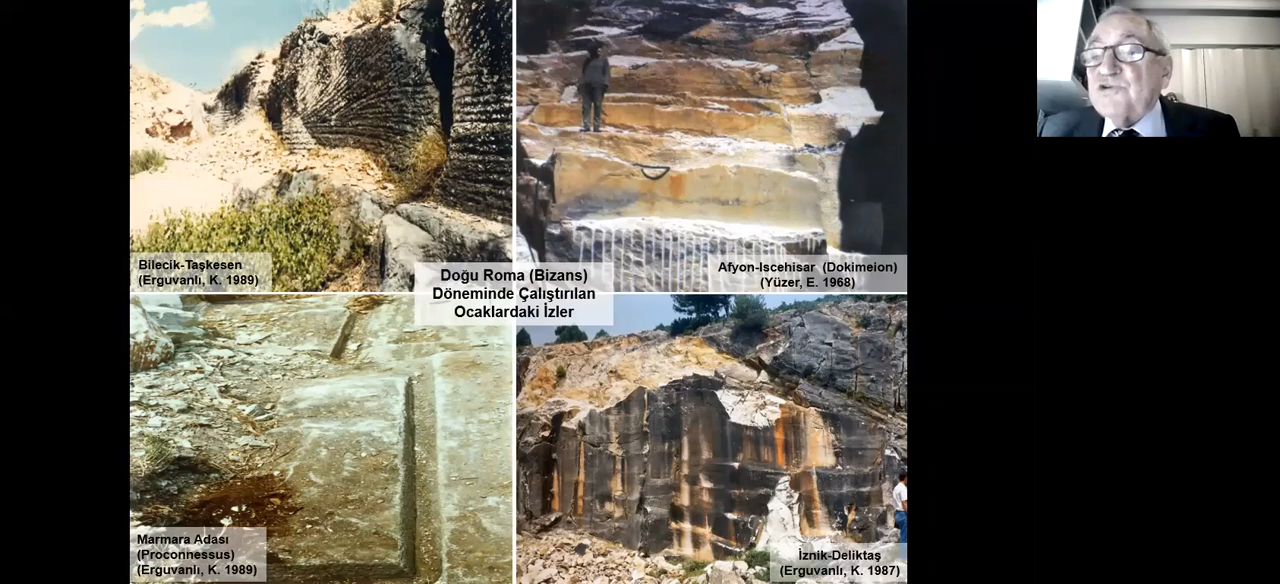 Bilecik-Taşkesen
(Erguvanlı, K. 1989)
Afyon-Iscehisar (Dokimeion)
(Yüzer, E. 1968)
Doğu Roma (Bizans)
Döneminde Çalıştırılan
Ocaklardaki İzler
Marmara Adası
(Proconnessus)
(Erguvanlı, K. 1989)
İznik-Deliktaş
(Erguvanlı, K. 1987)